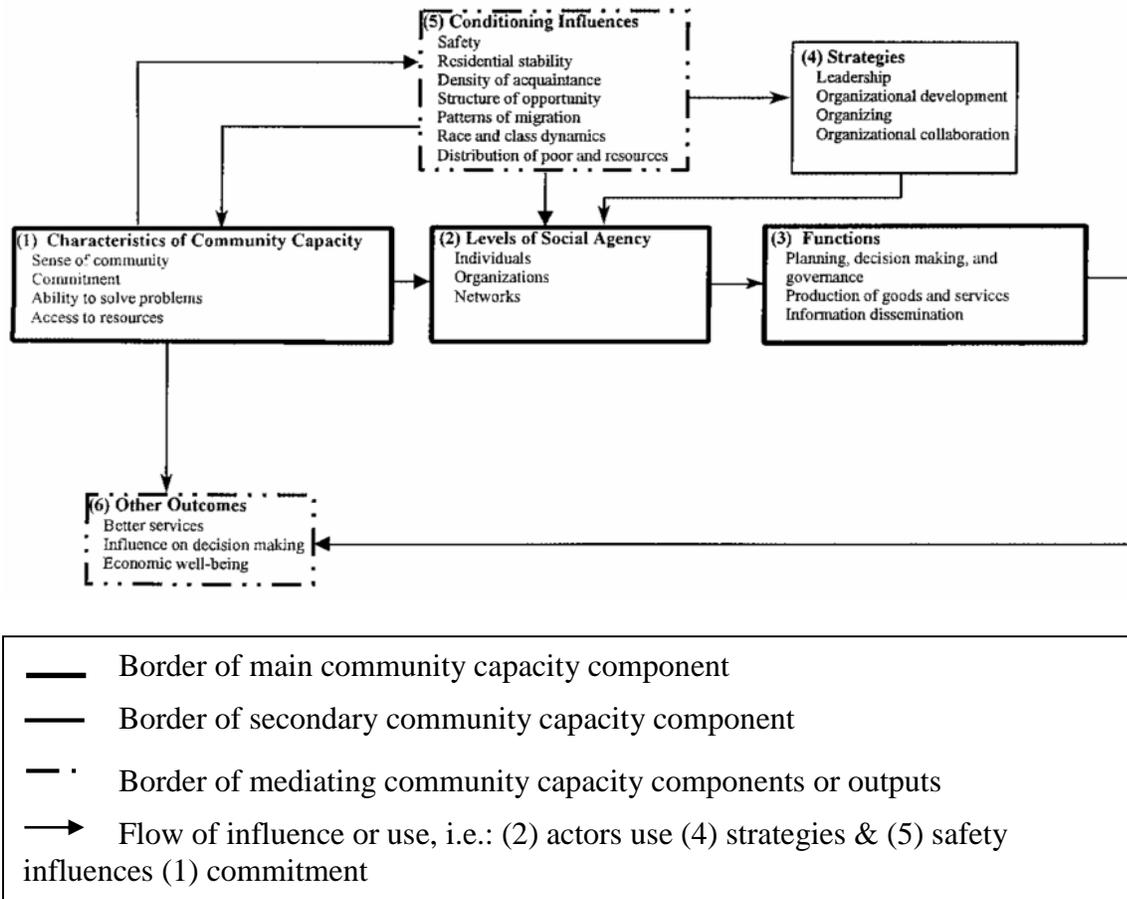 (5) Conditioning Influences
Safety
Residential stability
Density of acquaintance
Structure of opportunity
Patterns of migration
Race and class dynamics
Distribution of poor and resources
(4) Strategies
Leadership
Organizational development
Organizing
Organizational collaboration
(1) Characteristics of Community Capacity
Sense of community
Commitment
Ability to solve problems
Access to resources
(2) Levels of Social Agency
Individuals
Organizations
Networks
(3) Functions
Planning, decision making, and
governance
Production of goods and services
Information dissemination
(6) Other Outcomes
Better services
Influence on decision making
Economic well-being
Border of main community capacity component
Border of secondary community capacity component
Border of mediating community capacity components or outputs
Flow of influence or use, i.e.: (2) actors use (4) strategies & (5) safety
influences (1) commitment